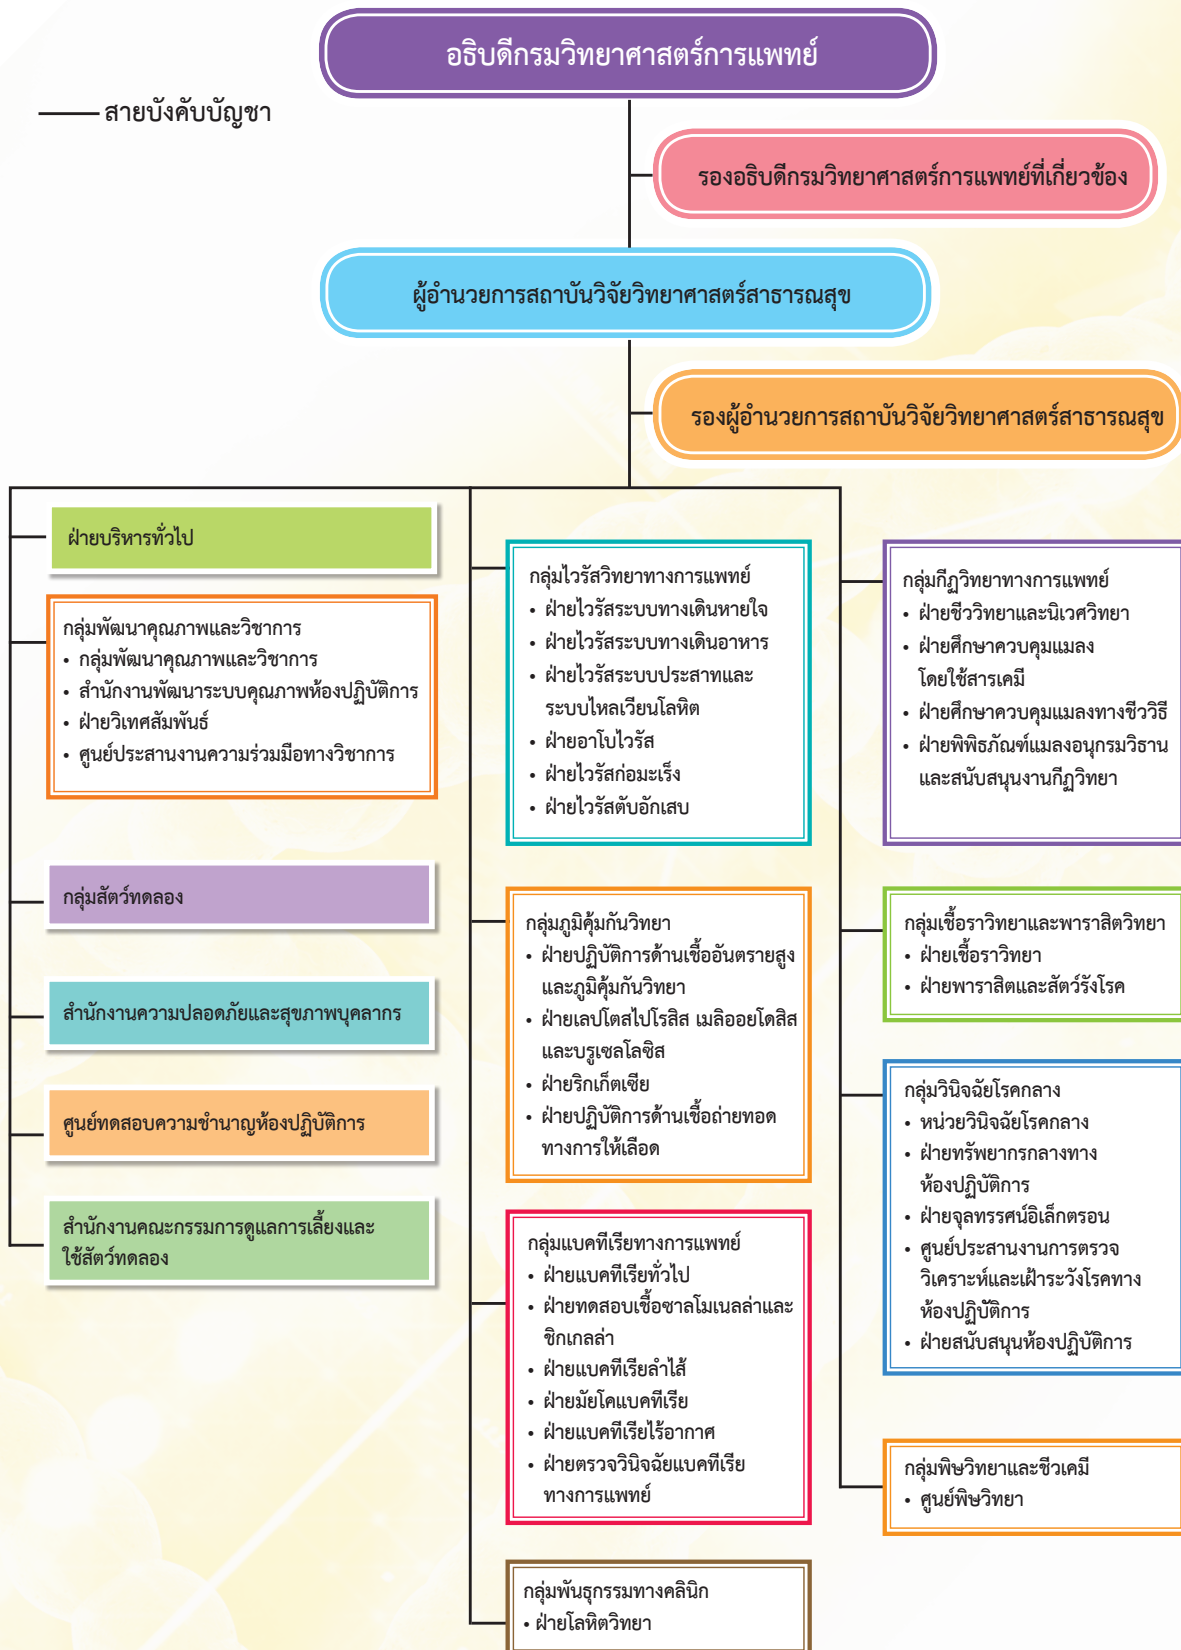 อธิบดีกรมวิทยาศาสตร์การแพทย์
สายบังคับบัญชา
รองอธิบดีกรมวิทยาศาสตร์การแพทย์ที่เกี่ยวข้อง
ผู้อำนวยการสถาบันวิจัยวิทยาศาสตร์สาธารณสุข
รองผู้อำนวยการสถาบันวิจัยวิทยาศาสตร์สาธารณสุข
ฝ่ายบริหารทั่วไป
กลุ่มพัฒนาคุณภาพและวิชาการ
• กลุ่มพัฒนาคุณภาพและวิชาการ
• สำนักงานพัฒนาระบบคุณภาพห้องปฏิบัติการ
• ฝ่ายวิเทศสัมพันธ์
• ศูนย์ประสานงานความร่วมมือทางวิชาการ
กลุ่มสัตว์ทดลอง
สำนักงานความปลอดภัยและสุขภาพบุคลากร
ศูนย์ทดสอบความชำนาญห้องปฏิบัติการ
สำนักงานคณะกรรมการดูแลการเลี้ยงและ
ใช้สัตว์ทดลอง
กลุ่มไวรัสวิทยาทางการแพทย์
• ฝ่ายไวรัสระบบทางเดินหายใจ
• ฝ่ายไวรัสระบบทางเดินอาหาร
• ฝ่ายไวรัสระบบประสาทและ
ระบบไหลเวียนโลหิต
• ฝ่ายอาโบไวรัส
• ฝ่ายไวรัสก่อมะเร็ง
• ฝ่ายไวรัสตับอักเสบ
กลุ่มภูมิคุ้มกันวิทยา
• ฝ่ายปฏิบัติการด้านเชื้ออันตรายสูง
และภูมิคุ้มกันวิทยา
• ฝ่ายเลปโตสไปโรสิส เมลิออยโดสิส
และบรูเซลโลซิส
• ฝ่ายริกเก็ตเซีย
• ฝ่ายปฏิบัติการด้านเชื้อถ่ายทอด
ทางการให้เลือด
กลุ่มแบคทีเรียทางการแพทย์
• ฝ่ายแบคทีเรียทั่วไป
• ฝ่ายทดสอบเชื้อซาลโมเนลล่าและ
ชิกเกลล่า
• ฝ่ายแบคทีเรียลำไส้
• ฝ่ายมัยโคแบคทีเรีย
• ฝ่ายแบคทีเรียไร้อากาศ
• ฝ่ายตรวจวินิจฉัยแบคทีเรีย
ทางการแพทย์
กลุ่มพันธุกรรมทางคลินิก
• ฝ่ายโลหิตวิทยา
กลุ่มกีฏวิทยาทางการแพทย์
• ฝ่ายชีววิทยาและนิเวศวิทยา
• ฝ่ายศึกษาควบคุมแมลง
โดยใช้สารเคมี
• ฝ่ายศึกษาควบคุมแมลงทางชีววิธี
• ฝ่ายพิพิธภัณฑ์แมลงอนุกรมวิธาน
และสนับสนุนงานกีฏวิทยา
กลุ่มเชื้อราวิทยาและพาราสิตวิทยา
• ฝ่ายเชื้อราวิทยา
• ฝ่ายพาราสิตและสัตว์รังโรค
กลุ่มวินิจฉัยโรคกลาง
• หน่วยวินิจฉัยโรคกลาง
• ฝ่ายทรัพยากรกลางทาง
ห้องปฏิบัติการ
• ฝ่ายจุลทรรศน์อิเล็กตรอน
• ศูนย์ประสานงานการตรวจ
วิเคราะห์และเฝ้าระวังโรคทาง
ห้องปฏิบัติการ
• ฝ่ายสนับสนุนห้องปฏิบัติการ
กลุ่มพิษวิทยาและชีวเคมี
• ศูนย์พิษวิทยา